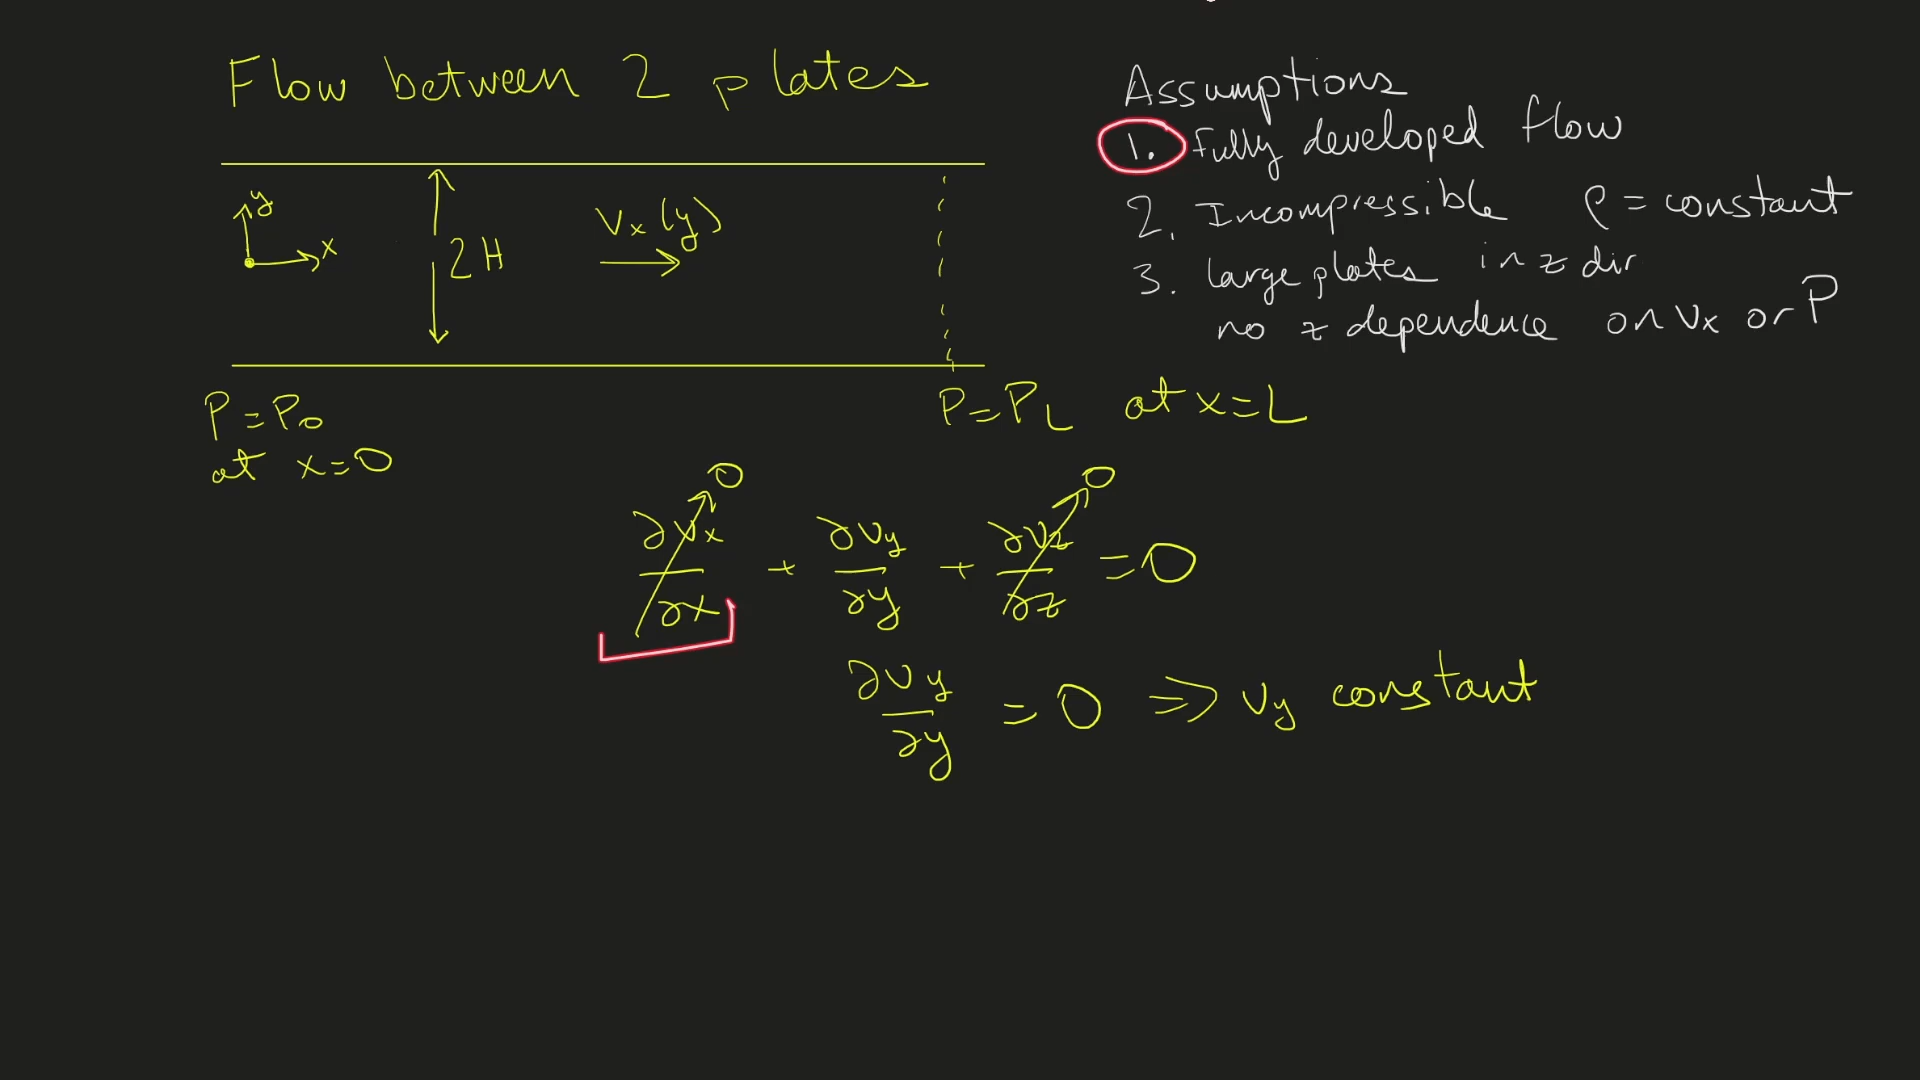 Flow between 2 plates
y
x
2H
Vx (y)
P = P0
at x=0
P = PL at x=L
Assumptions
1. Fully developed flow
2. Incompressible ρ = constant
3. large plates in z dir
no z dependence on Vx or P
∂Vx/∂x → 0 + ∂Vy/∂y + ∂Vz/∂z → 0 = 0
∂Vy/∂y = 0 ⇒ Vy constant